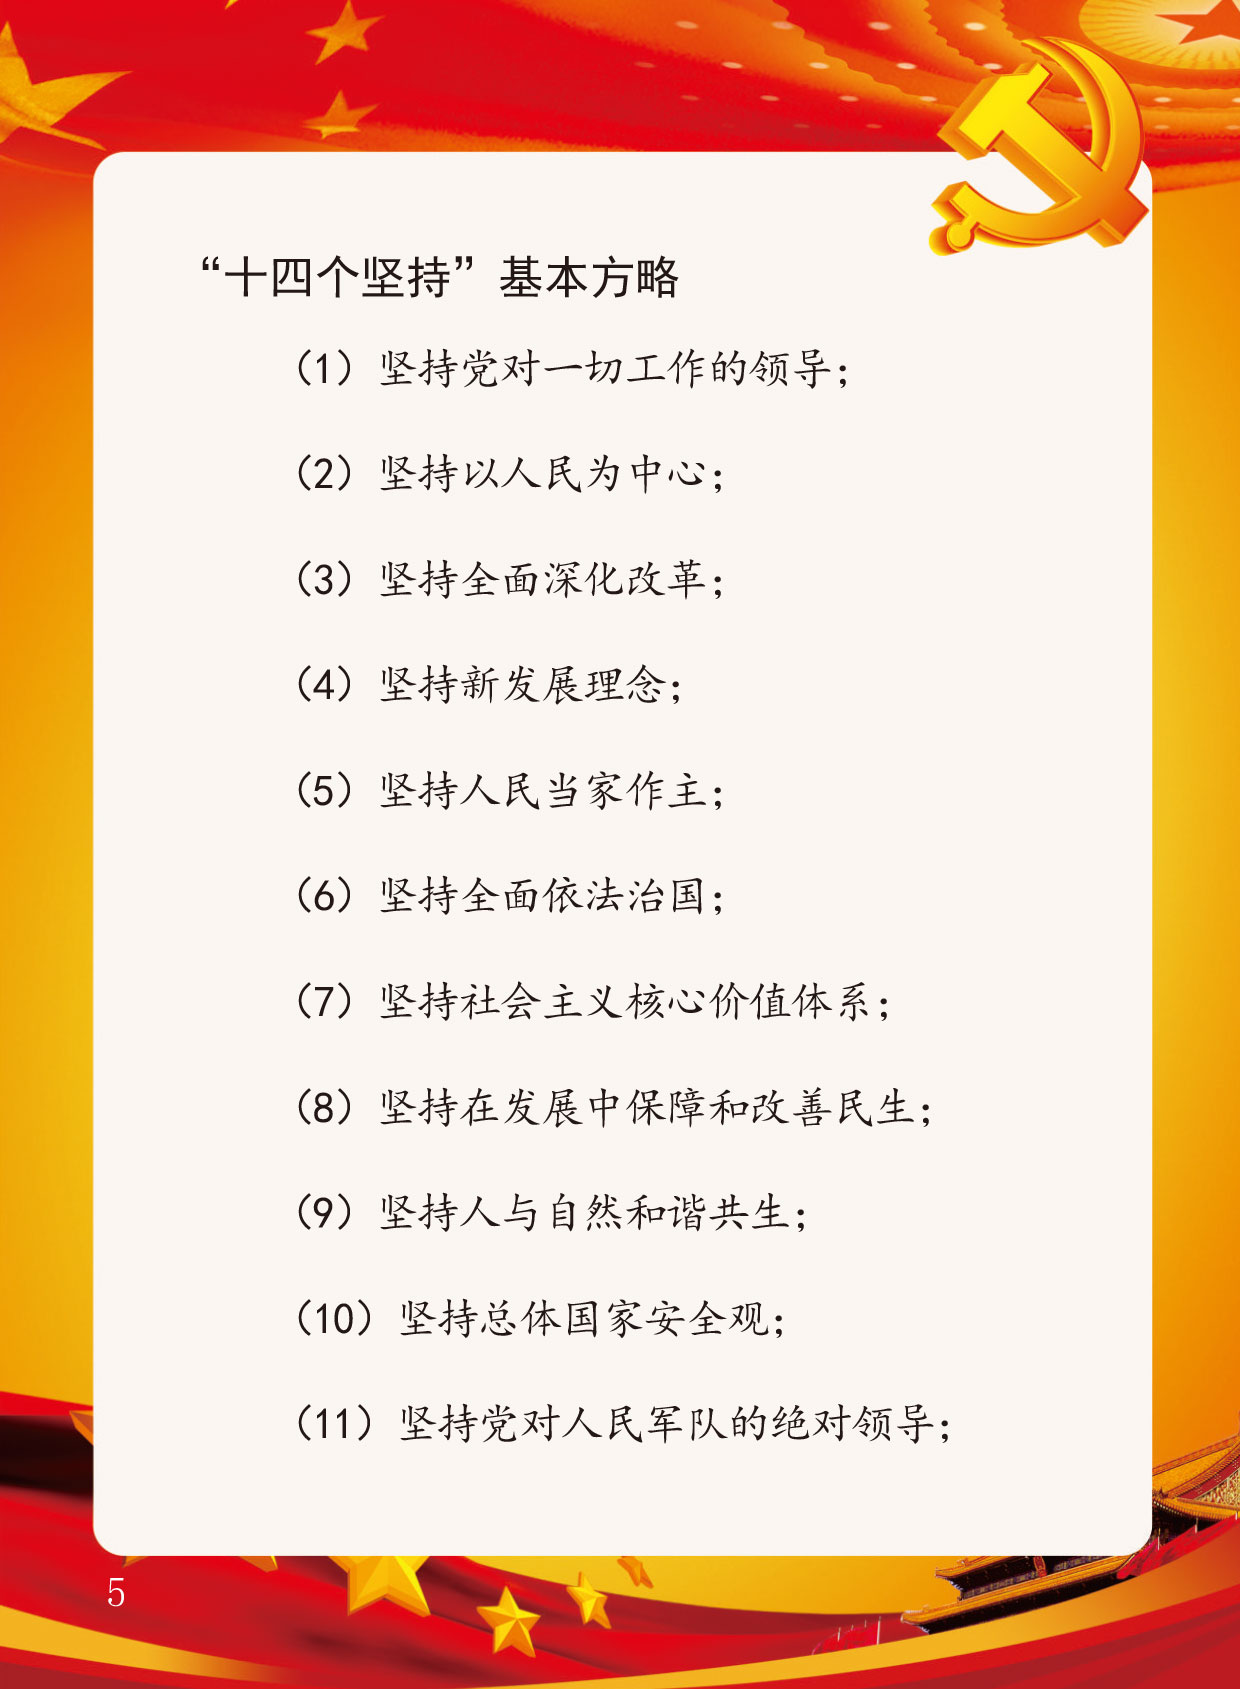 “十四个坚持”基本方略
（1）坚持党对一切工作的领导；
（2）坚持以人民为中心；
（3）坚持全面深化改革；
（4）坚持新发展理念；
（5）坚持人民当家作主；
（6）坚持全面依法治国；
（7）坚持社会主义核心价值体系；
（8）坚持在发展中保障和改善民生；
（9）坚持人与自然和谐共生；
（10）坚持总体国家安全观；
（11）坚持党对人民军队的绝对领导；
5